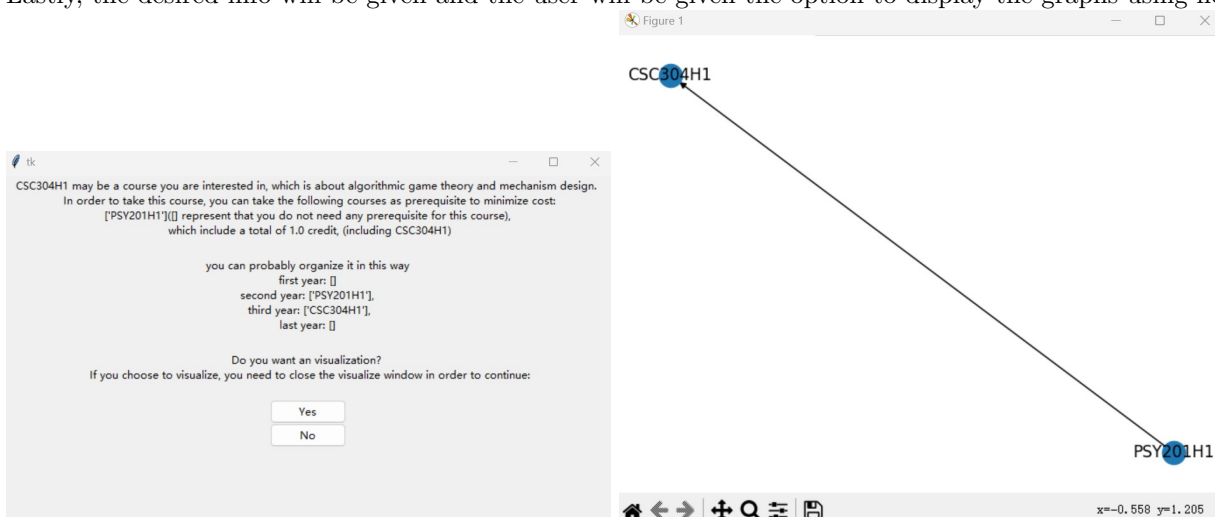 Lastly, the desired info will be given and the user will be given the option to display the graphs using
Figure 1
CSC304H1
tk
CSC304H1 may be a course you are interested in, which is about algorithmic game theory and mechanism design.
In order to take this course, you can take the following courses as prerequisite to minimize cost:
['PSY201H1']([] represent that you do not need any prerequisite for this course),
which include a total of 1.0 credit, (including CSC304H1)
you can probably organize it in this way
first year: []
second year: ['PSY201H1'],
third year: ['CSC304H1'],
last year: []
Do you want an visualization?
If you choose to visualize, you need to close the visualize window in order to continue:
Yes
No
PSY201H1
x=-0.558 y=1.205